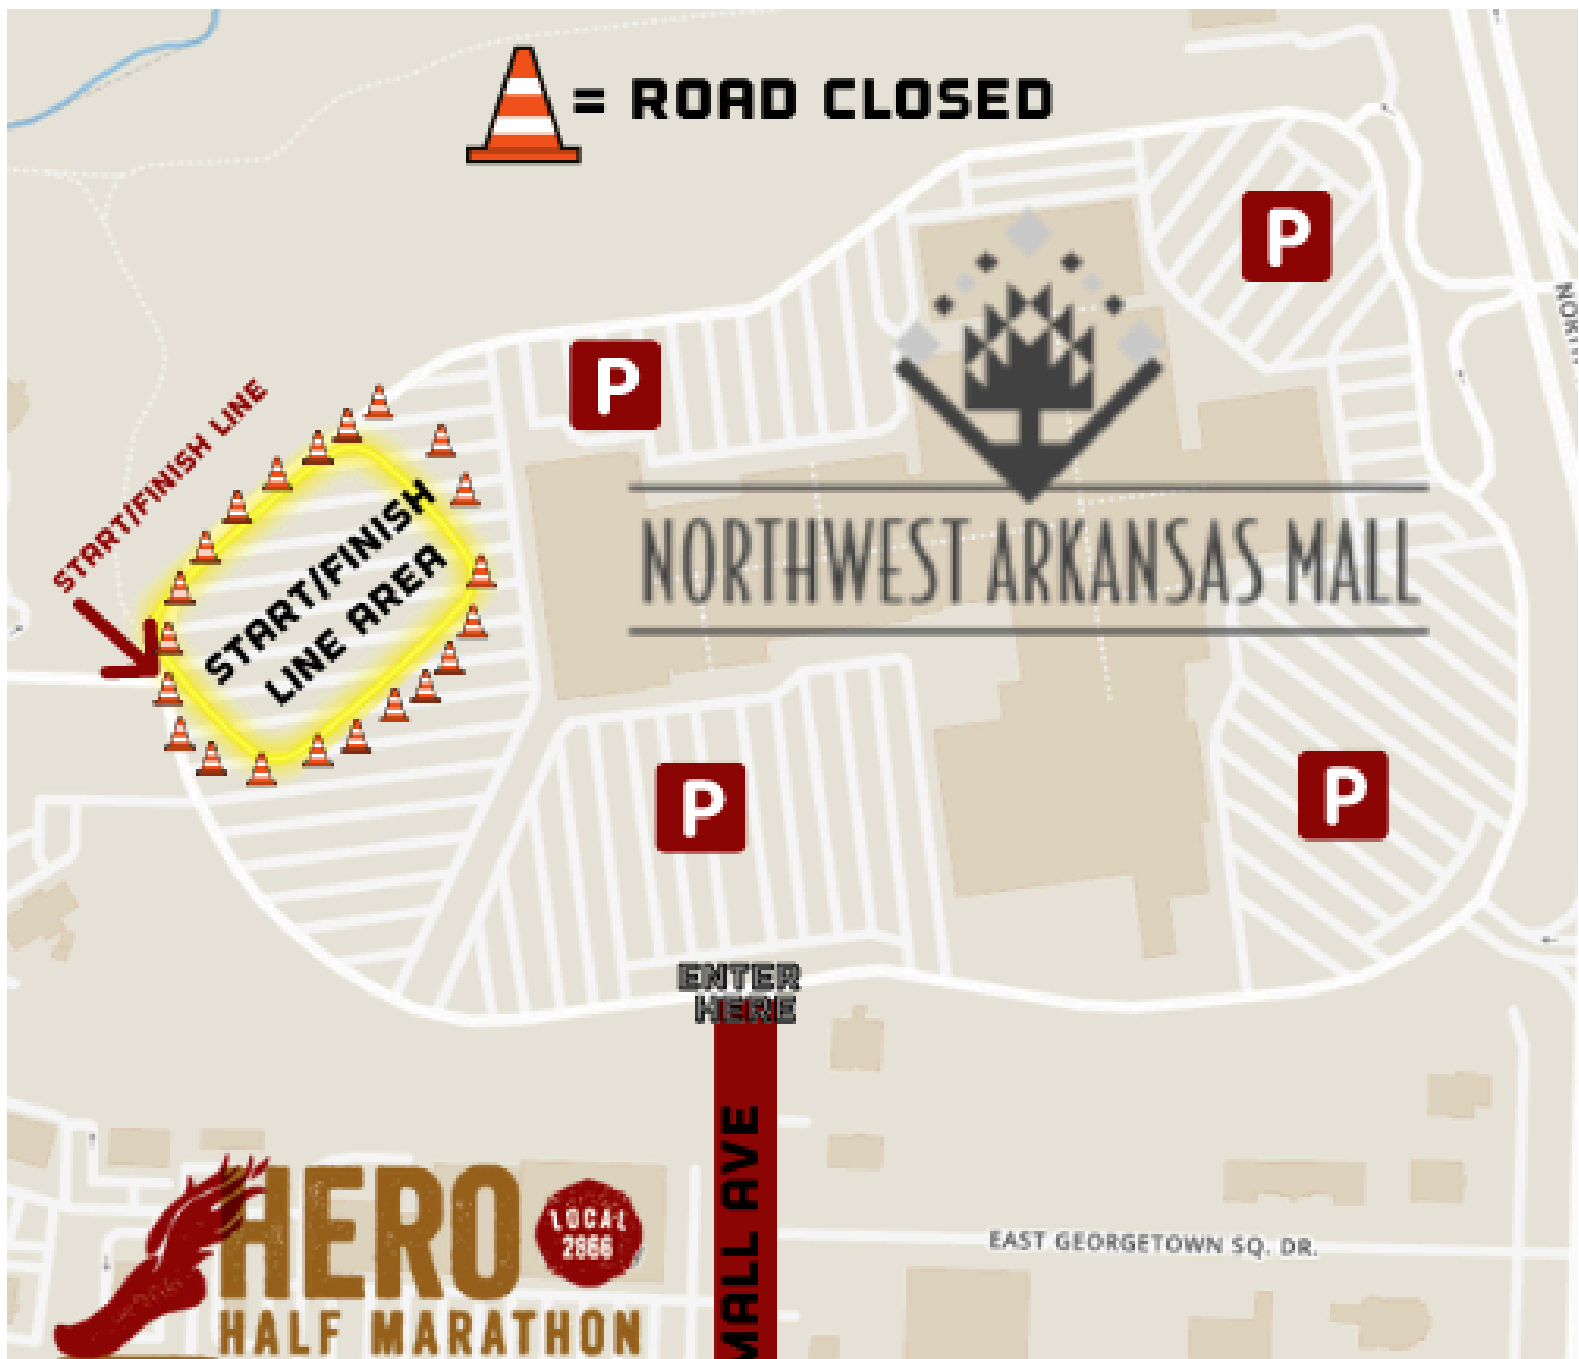 = ROAD CLOSED
P
P
START/FINISH LINE
START/FINISH
LINE AREA
NORTHWEST ARKANSAS MALL
P
P
ENTER
HERE
MALL AVE
EAST GEORGETOWN SQ. DR.
HERO
LOCAL
2866
HALF MARATHON